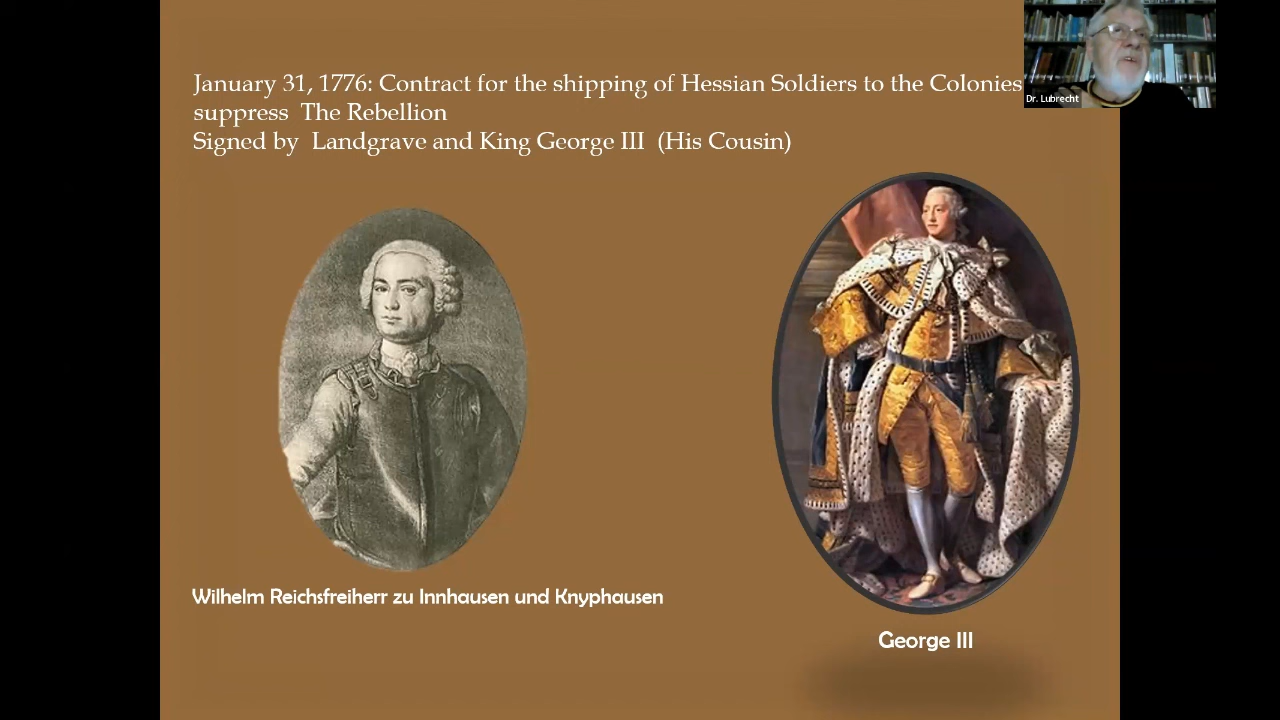 January 31, 1776: Contract for the shipping of Hessian Soldiers to the Colonies
suppress The Rebellion
Signed by Landgrave and King George III (His Cousin)
Dr. Lubrecht
Wilhelm Reichsfreiherr zu Innhausen und Knyphausen
George III